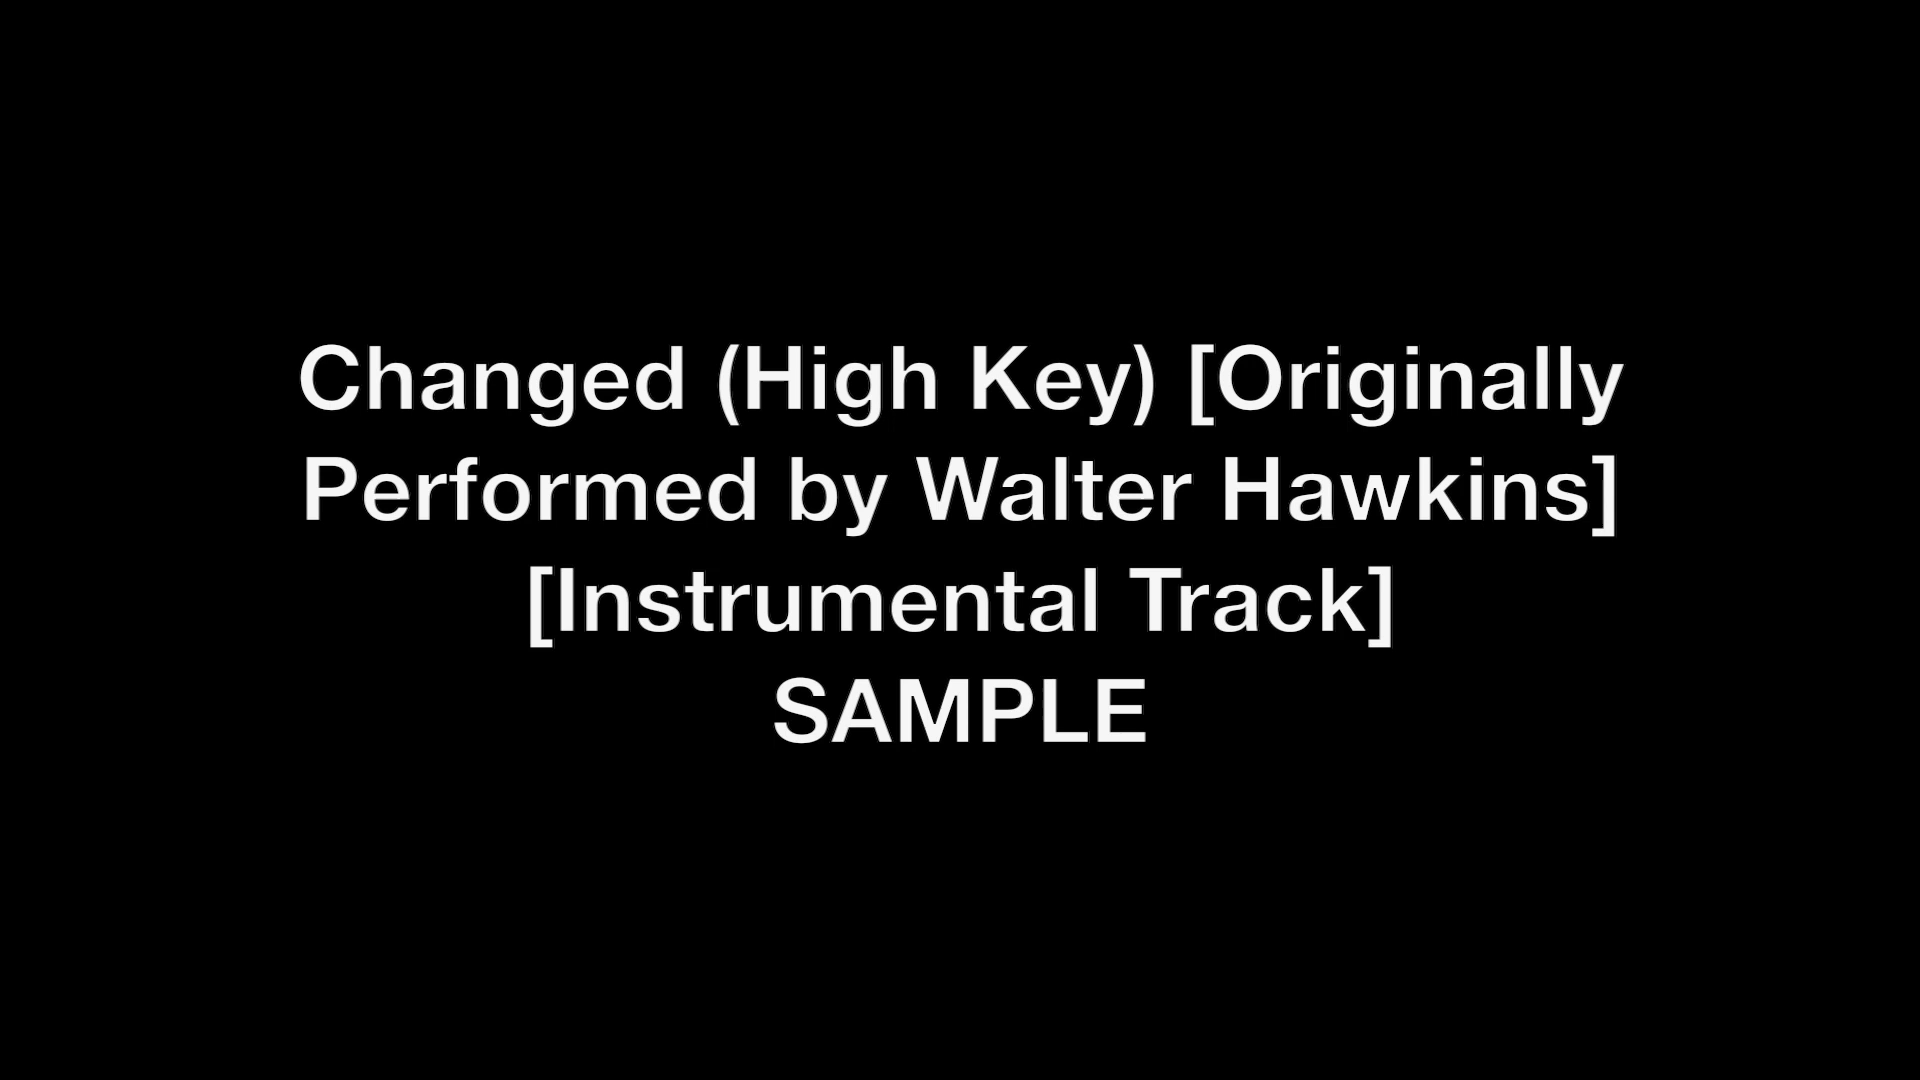 Changed (High Key) [Originally
Performed by Walter Hawkins]
[Instrumental Track]
SAMPLE